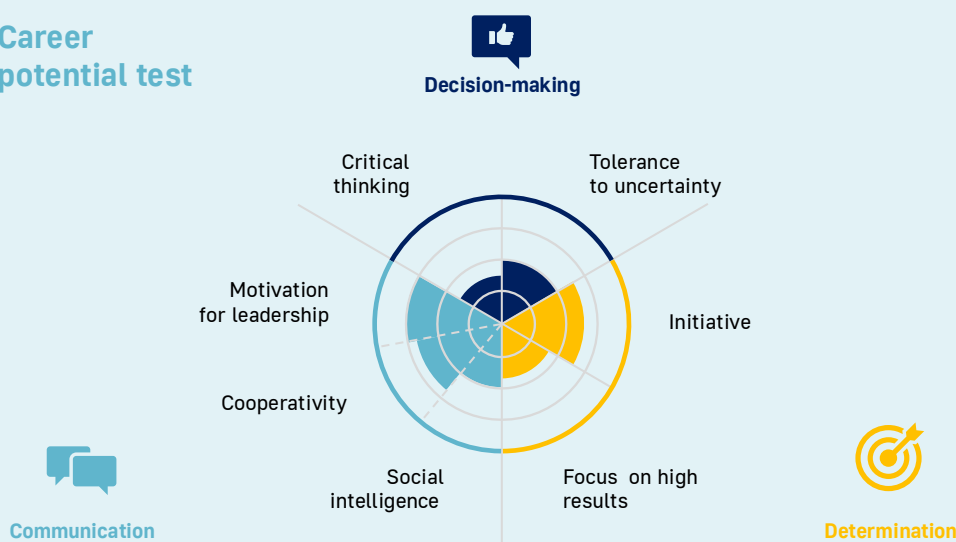 Career
potential test
Decision-making
Critical
thinking
Tolerance
to uncertainty
Motivation
for leadership
Initiative
Cooperativity
Social
intelligence
Focus on high
results
Communication
Determination